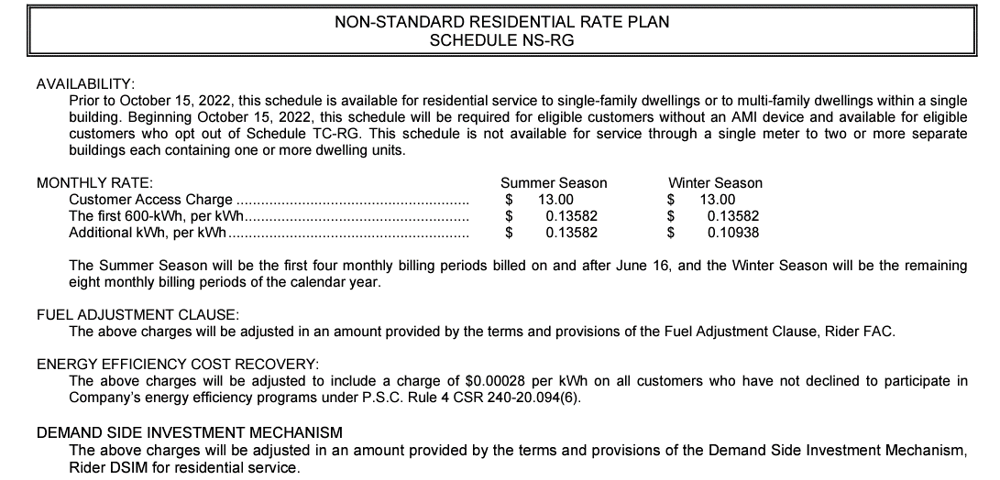 NON-STANDARD RESIDENTIAL RATE PLAN
SCHEDULE NS-RG
AVAILABILITY:
Prior to October 15, 2022, this schedule is available for residential service to single-family dwellings or to multi-family dwellings within a single
building. Beginning October 15, 2022, this schedule will be required for eligible customers without an AMI device and available for eligible
customers who opt out of Schedule TC-RG. This schedule is not available for service through a single meter to two or more separate
buildings each containing one or more dwelling units.
MONTHLY RATE: Summer Season Winter Season
Customer Access Charge ......................................................... $ 13.00 $ 13.00
The first 600-kWh, per kWh....................................................... $ 0.13582 $ 0.13582
Additional kWh, per kWh........................................................... $ 0.13582 $ 0.10938
The Summer Season will be the first four monthly billing periods billed on and after June 16, and the Winter Season will be the remaining
eight monthly billing periods of the calendar year.
FUEL ADJUSTMENT CLAUSE:
The above charges will be adjusted in an amount provided by the terms and provisions of the Fuel Adjustment Clause, Rider FAC.
ENERGY EFFICIENCY COST RECOVERY:
The above charges will be adjusted to include a charge of $0.00028 per kWh on all customers who have not declined to participate in
Company's energy efficiency programs under P.S.C. Rule 4 CSR 240-20.094(6).
DEMAND SIDE INVESTMENT MECHANISM
The above charges will be adjusted in an amount provided by the terms and provisions of the Demand Side Investment Mechanism,
Rider DSIM for residential service.